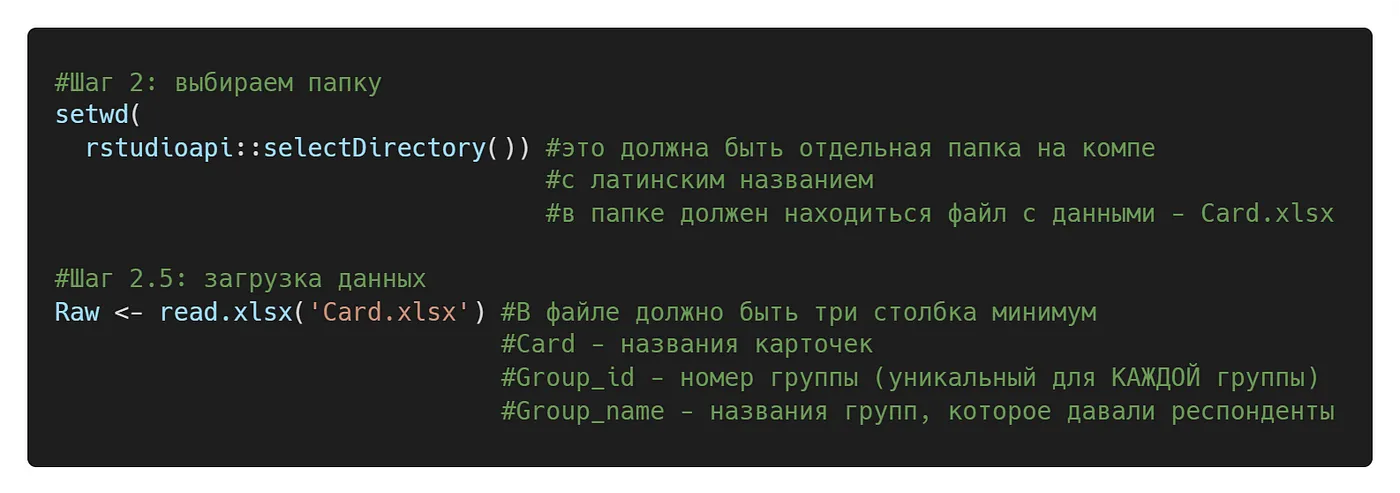 #Шаг 2: выбираем папку
setwd(
rstudioapi::selectDirectory()) #это должна быть отдельная папка на компе
#с латинским названием
#в папке должен находиться файл с данными - Card.xlsx
#Шаг 2.5: загрузка данных
Raw <- read.xlsx('Card.xlsx') #В файле должно быть три столбка минимум
#Card - названия карточек
#Group_id - номер группы (уникальный для КАЖДОЙ группы)
#Group_name - названия групп, которое давали респонденты